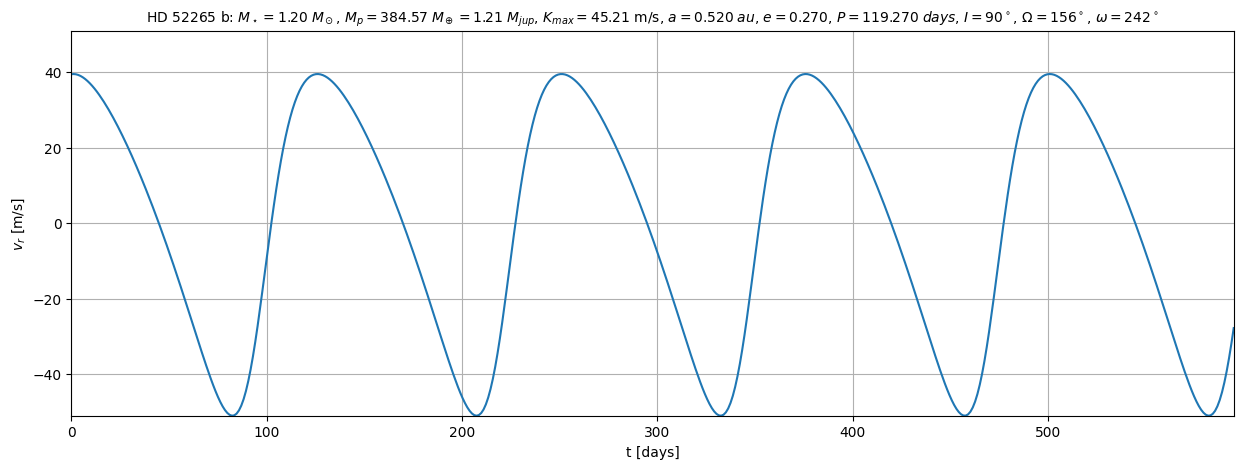 HD 52265 b: M⋆ = 1.20 M⊙, Mp = 384.57 M⊕ = 1.21 Mjup, Kmax = 45.21 m/s, a = 0.520 au, e = 0.270, P = 119.270 days, I = 90°, Ω = 156°, ω = 242°
40
20
0
−20
−40
vr [m/s]
0 100 200 300 400 500
t [days]